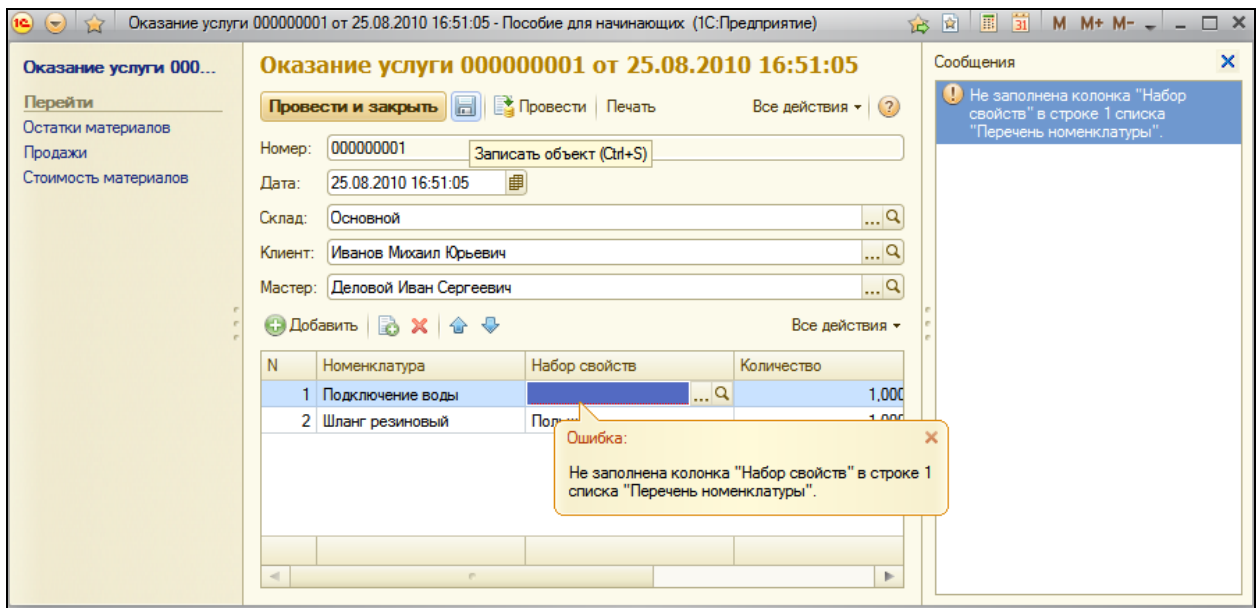 Оказание услуги 000000001 от 25.08.2010 16:51:05 - Пособие для начинающих (1С:Предприятие)
31 M M+ M-
Оказание услуги 000...
Перейти
Остатки материалов
Продажи
Стоимость материалов
Оказание услуги 000000001 от 25.08.2010 16:51:05
Провести и закрыть Провести Печать Все действия
Номер: 000000001
Записать объект (Ctrl+S)
Дата: 25.08.2010 16:51:05
Склад: Основной ...
Клиент: Иванов Михаил Юрьевич ...
Мастер: Деловой Иван Сергеевич ...
Добавить Все действия
N Номенклатура Набор свойств Количество
1 Подключение воды ... 1,000
2 Шланг резиновый
Ошибка:
Не заполнена колонка "Набор свойств" в строке 1
списка "Перечень номенклатуры".
Сообщения
Не заполнена колонка "Набор
свойств" в строке 1 списка
"Перечень номенклатуры".